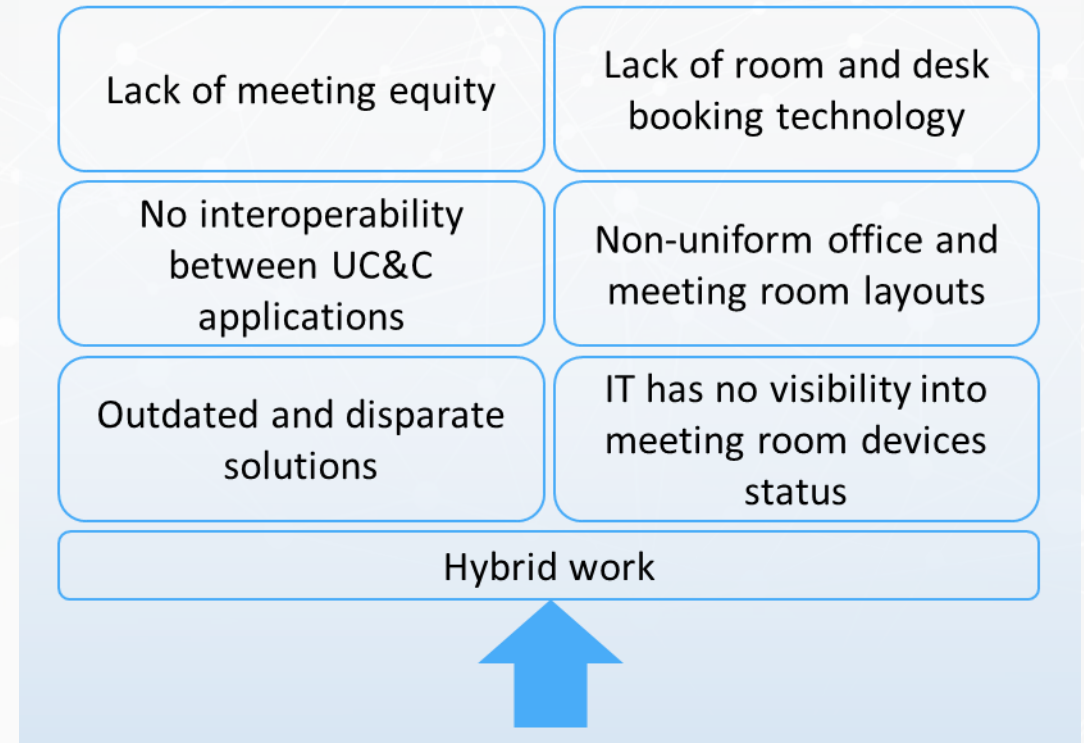 Lack of meeting equity
Lack of room and desk
booking technology
No interoperability
between UC&C
applications
Non-uniform office and
meeting room layouts
Outdated and disparate
solutions
IT has no visibility into
meeting room devices
status
Hybrid work